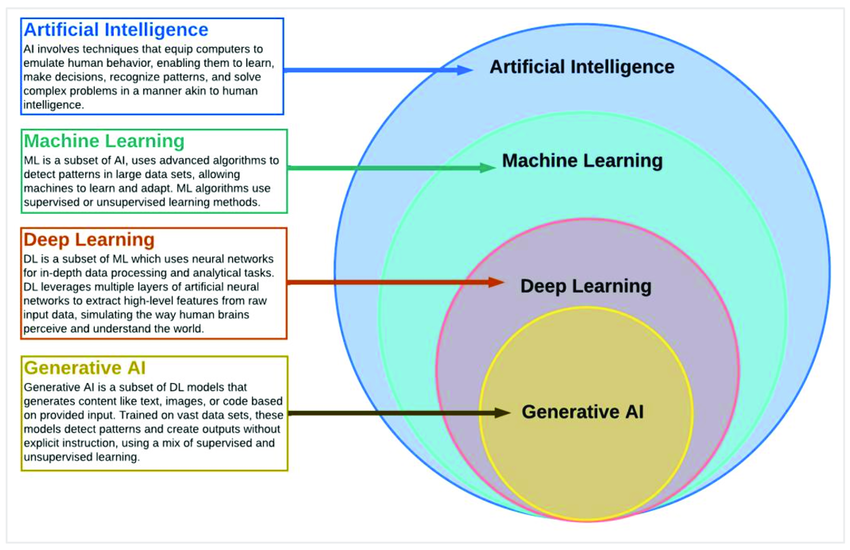 Artificial Intelligence
AI involves techniques that equip computers to
emulate human behavior, enabling them to learn,
make decisions, recognize patterns, and solve
complex problems in a manner akin to human
intelligence.
Machine Learning
ML is a subset of AI, uses advanced algorithms to
detect patterns in large data sets, allowing
machines to learn and adapt. ML algorithms use
supervised or unsupervised learning methods.
Deep Learning
DL is a subset of ML which uses neural networks
for in-depth data processing and analytical tasks.
DL leverages multiple layers of artificial neural
networks to extract high-level features from raw
input data, simulating the way human brains
perceive and understand the world.
Generative AI
Generative AI is a subset of DL models that
generates content like text, images, or code based
on provided input. Trained on vast data sets, these
models detect patterns and create outputs without
explicit instruction, using a mix of supervised and
unsupervised learning.
Artificial Intelligence
Machine Learning
Deep Learning
Generative AI